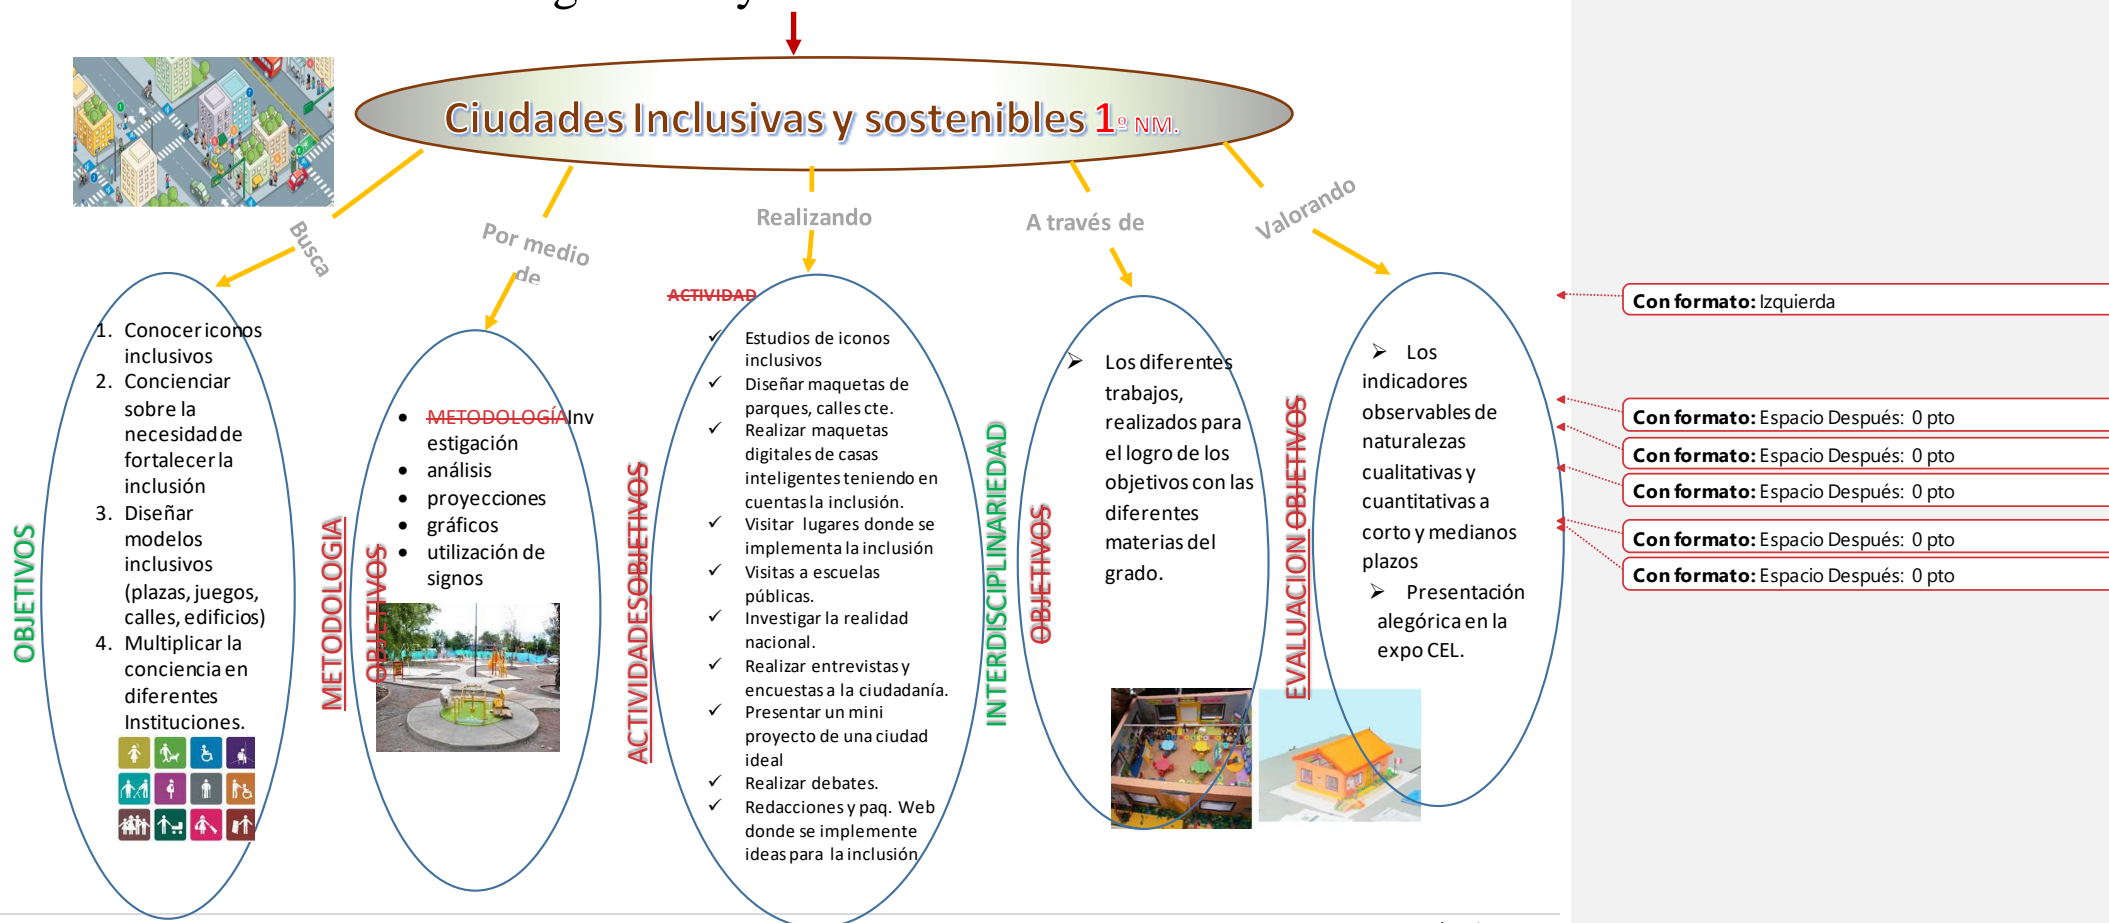 Ciudades Inclusivas y sostenibles 1º NM.
Busca
Por medio
de
Realizando
A través de
Valorando
OBJETIVOS
1. Conocer iconos
inclusivos
2. Concienciar
sobre la
necesidad de
fortalecer la
inclusión
3. Diseñar
modelos
inclusivos
(plazas, juegos,
calles, edificios)
4. Multiplicar la
conciencia en
diferentes
Instituciones.
METODOLOGIA
OBJETIVOS
• METODOLOGÍAInv
estigación
• análisis
• proyecciones
• gráficos
• utilización de
signos
ACTIVIDADESOBJETIVOS
ACTIVIDAD
✓ Estudios de iconos
inclusivos
✓ Diseñar maquetas de
parques, calles cte.
✓ Realizar maquetas
digitales de casas
inteligentes teniendo en
cuentas la inclusión.
✓ Visitar lugares donde se
implementa la inclusión
✓ Visitas a escuelas
públicas.
✓ Investigar la realidad
nacional.
✓ Realizar entrevistas y
encuestas a la ciudadanía.
✓ Presentar un mini
proyecto de una ciudad
ideal
✓ Realizar debates.
✓ Redacciones y paq. Web
donde se implemente
ideas para la inclusión
INTERDISCIPLINARIEDAD
OBJETIVOS
➢ Los diferentes
trabajos,
realizados para
el logro de los
objetivos con las
diferentes
materias del
grado.
EVALUACION OBJETIVOS
➢ Los
indicadores
observables de
naturalezas
cualitativas y
cuantitativas a
corto y medianos
plazos
➢ Presentación
alegórica en la
expo CEL.
Con formato: Izquierda
Con formato: Espacio Después: 0 pto
Con formato: Espacio Después: 0 pto
Con formato: Espacio Después: 0 pto
Con formato: Espacio Después: 0 pto
Con formato: Espacio Después: 0 pto